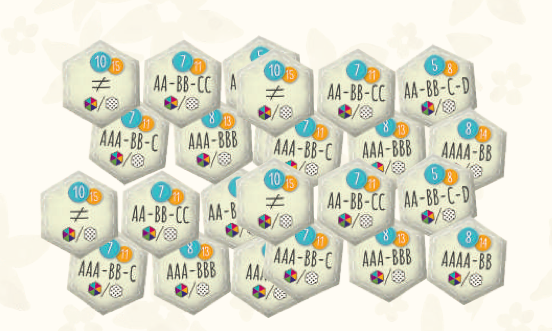 10 15
≠
/
7 11
AA-BB-CC
/
10 15
≠
/
7 11
AA-BB-CC
/
5 8
AA-BB-C-D
/
7 11
AAA-BB-C
/
8 13
AAA-BBB
/
7 11
AAA-BB-C
8 13
AAA-BBB
8 14
AAAA-BB
10 15
≠
/
7 11
AA-BB-CC
/
10 15
≠
/
7 11
AA-BB-CC
/
5 8
AA-BB-C-D
/
7 11
AAA-BB-C
/
8 13
AAA-BBB
/
7 11
AAA-BB-C
/
8 13
AAA-BBB
/
8 14
AAAA-BB
/